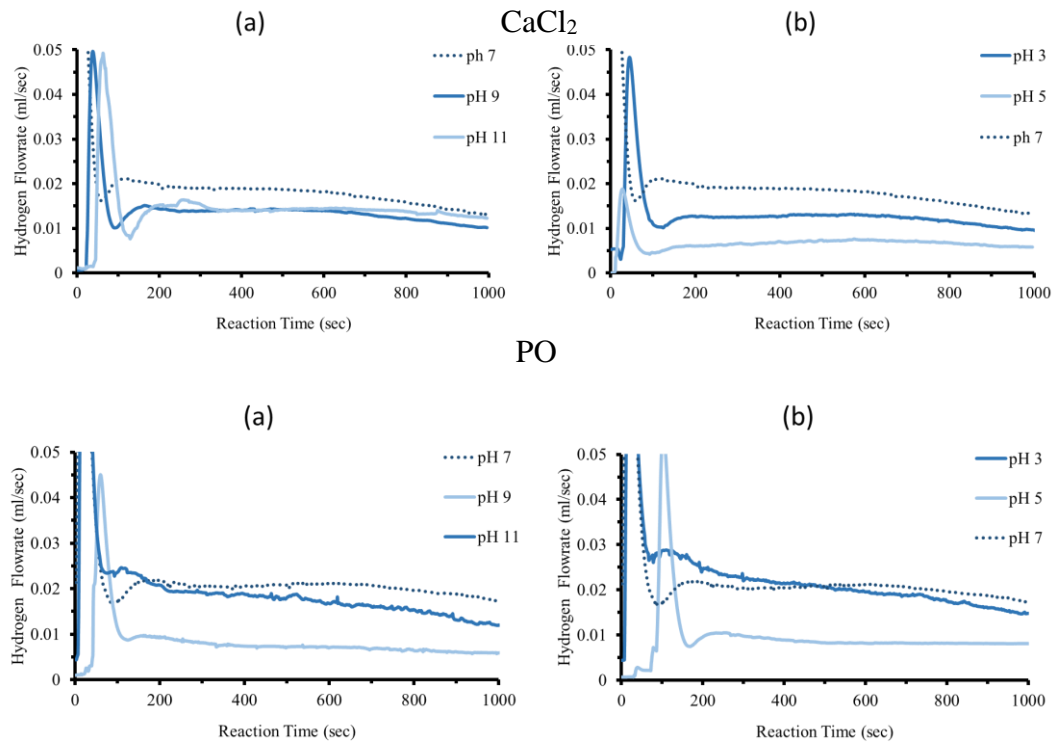 CaCl₂
(a)
Hydrogen Flowrate (ml/sec)
0.05
0.04
0.03
0.02
0.01
0
0 200 400 600 800 1000
Reaction Time (sec)
ph 7
pH 9
pH 11
(b)
Hydrogen Flowrate (ml/sec)
0.05
0.04
0.03
0.02
0.01
0
0 200 400 600 800 1000
Reaction Time (sec)
pH 3
pH 5
ph 7
PO
(a)
Hydrogen Flowrate (ml/sec)
0.05
0.04
0.03
0.02
0.01
0
0 200 400 600 800 1000
Reaction Time (sec)
pH 7
pH 9
pH 11
(b)
Hydrogen Flowrate (ml/sec)
0.05
0.04
0.03
0.02
0.01
0
0 200 400 600 800 1000
Reaction Time (sec)
pH 3
pH 5
pH 7